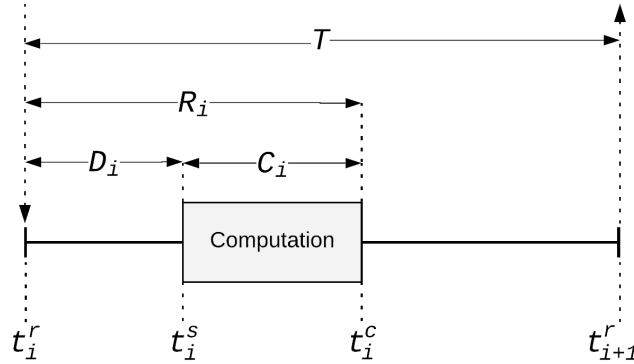 T
R_i
D_i C_i
Computation
t_i^r t_i^s t_i^c t_{i+1}^r